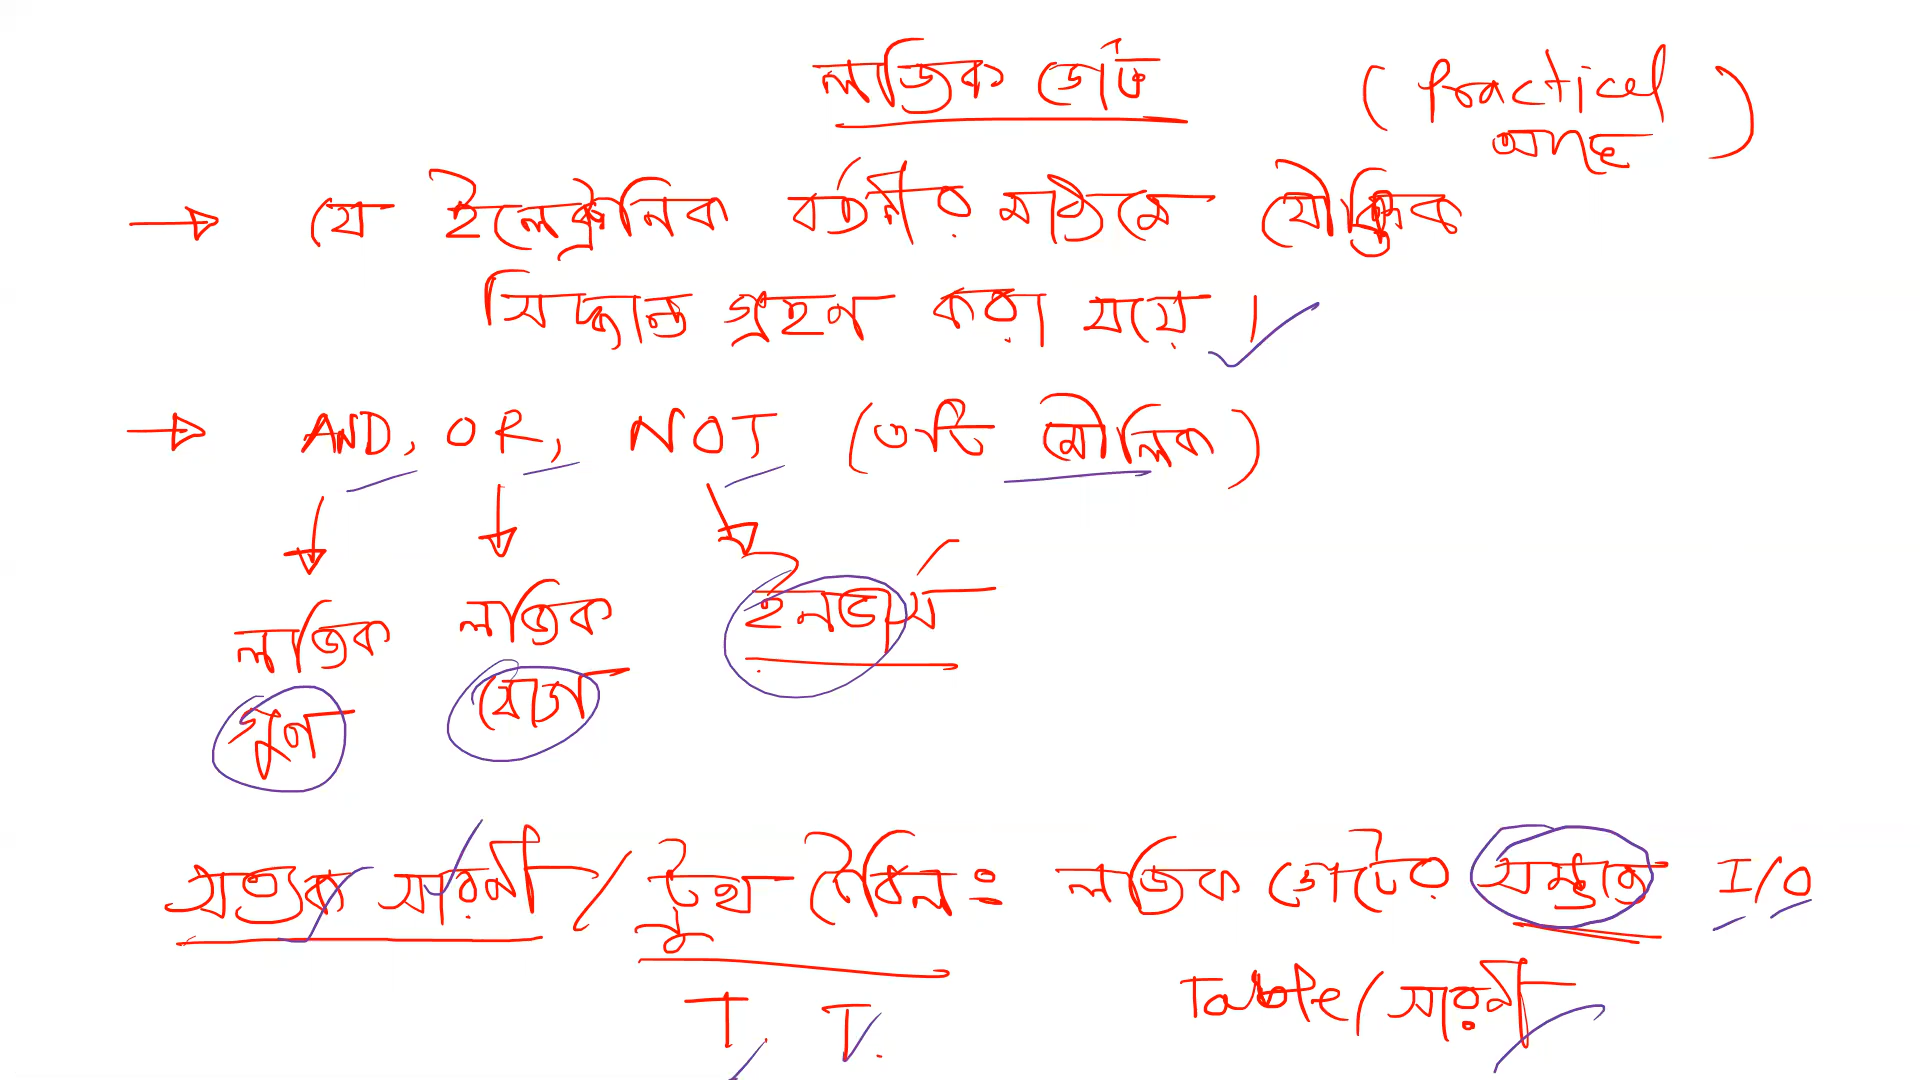 লজিক গেট (Practical আছে)
→ যে ইলেক্ট্রনিক বর্তনীর মাধ্যমে যৌক্তিক
সিদ্ধান্ত গ্রহন করা যায়।
→ AND, OR, NOT (৩টি মৌলিক)
লজিক গুণ
লজিক যোগ
ইনভার্স
সত্যক সারণী / ট্রুথ টেবিল = লজিক গেটের সম্ভাব্য I/O
Table / সারণী
T. T.